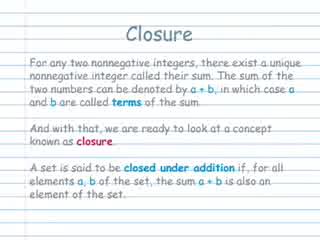 Closure
For any two nonnegative integers, there exist a unique
nonnegative integer called their sum. The sum of the
two numbers can be denoted by a + b, in which case a
and b are called terms of the sum.
And with that, we are ready to look at a concept
known as closure.
A set is said to be closed under addition if, for all
elements a, b of the set, the sum a + b is also an
element of the set.